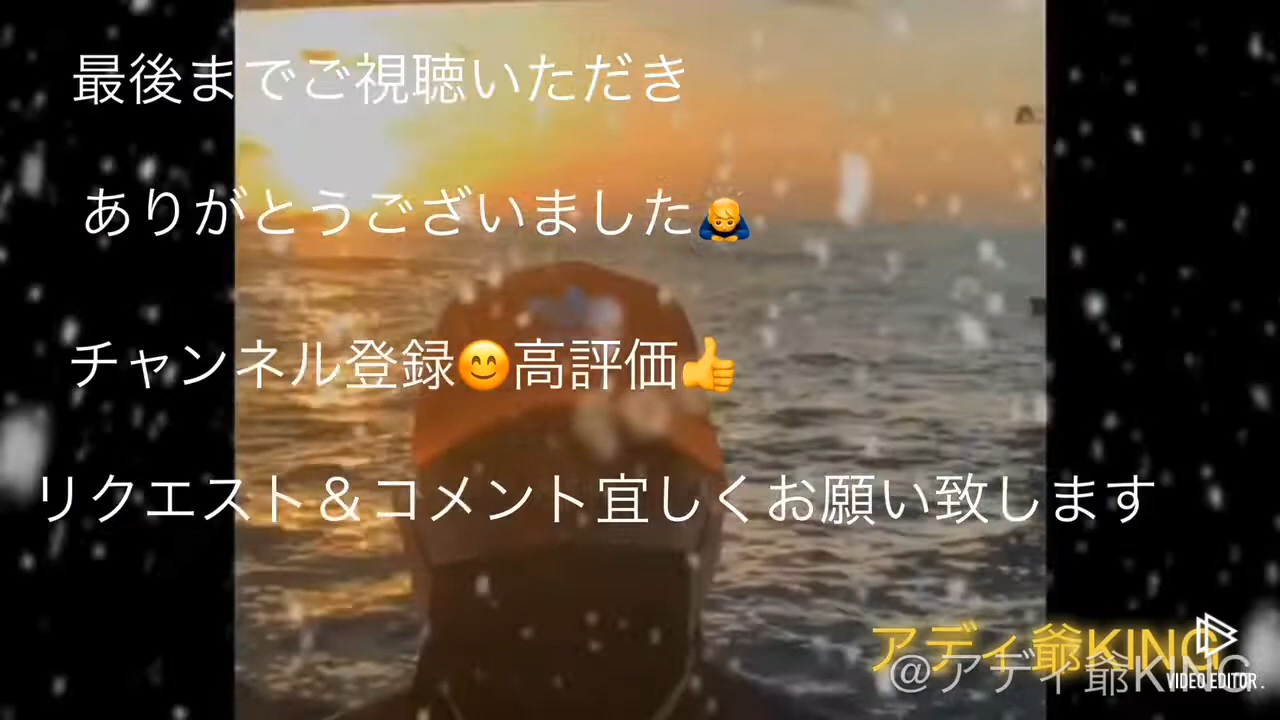 最後までご視聴いただき
ありがとうございました🙇
チャンネル登録😊高評価👍
リクエスト＆コメント宜しくお願い致します
アディ爺KING
@アディ爺KING
VIDEO EDITOR